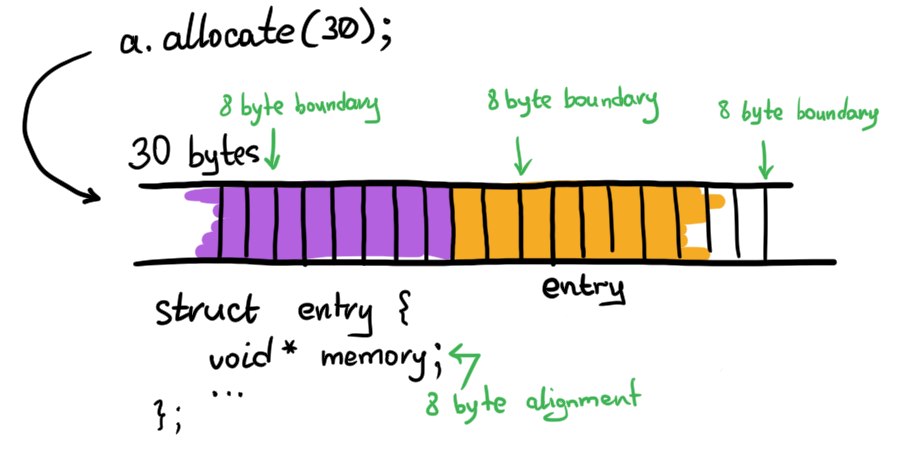 a.allocate(30);
8 byte boundary
8 byte boundary
8 byte boundary
30 bytes
entry
struct entry {
void* memory;
...
8 byte alignment
};